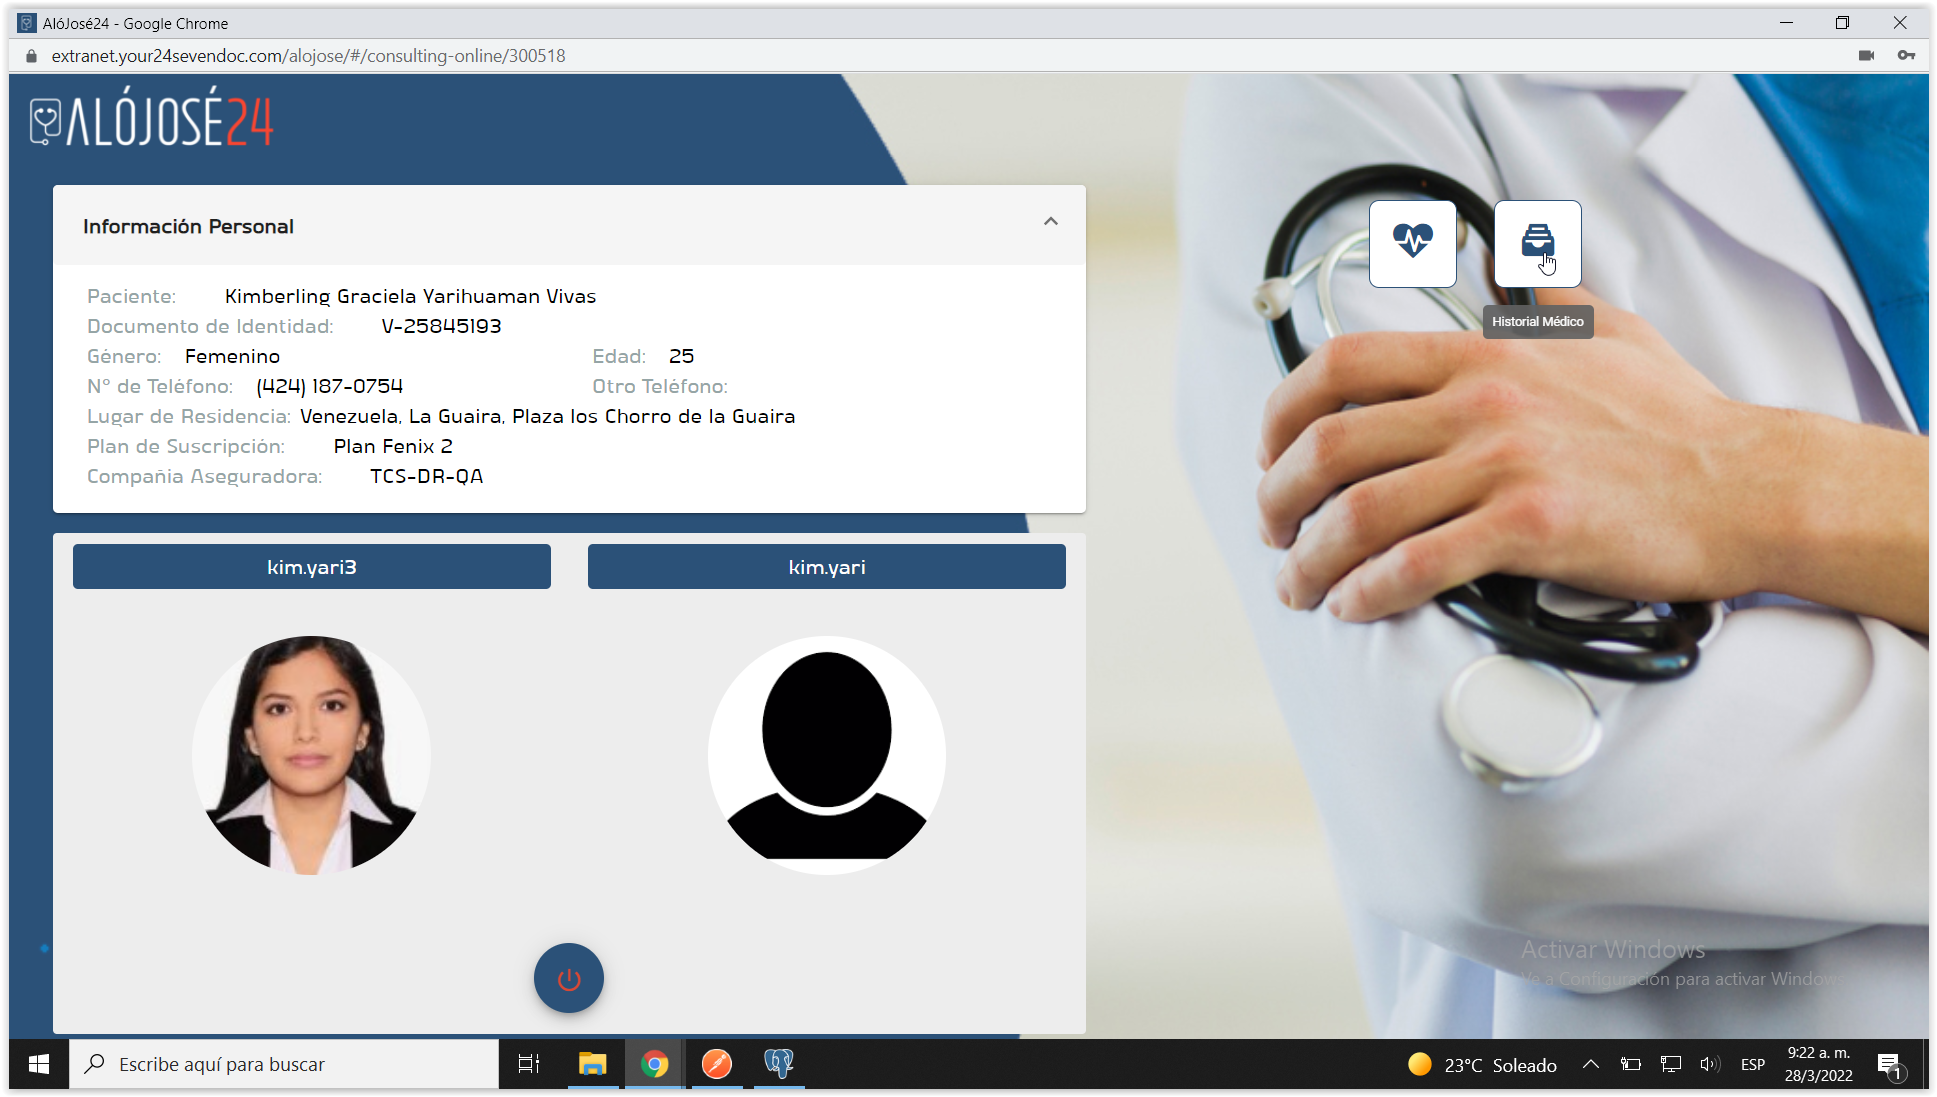 AlóJosé24 - Google Chrome
extranet.your24sevendoc.com/alojose/#/consulting-online/300518
ALÓJOSÉ24
Información Personal
Paciente: Kimberling Graciela Yarihuaman Vivas
Documento de Identidad: V-25845193
Género: Femenino Edad: 25
N° de Teléfono: (424) 187-0754 Otro Teléfono:
Lugar de Residencia: Venezuela, La Guaira, Plaza los Chorro de la Guaira
Plan de Suscripción: Plan Fenix 2
Compañia Aseguradora: TCS-DR-QA
Historial Médico
kim.yari3 kim.yari
Activar Windows
Ve a Configuración para activar Windows.
Escribe aquí para buscar
23°C Soleado
ESP
9:22 a. m.
28/3/2022
1